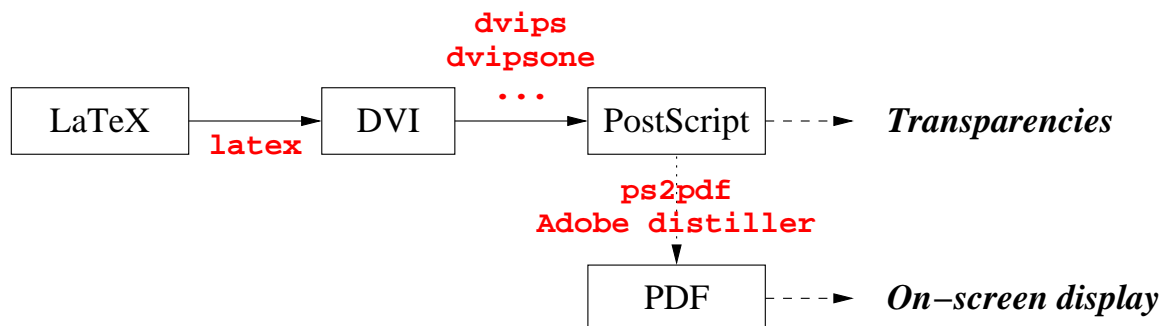 dvips
dvipsone
...
LaTeX
DVI
PostScript
Transparencies
latex
ps2pdf
Adobe distiller
PDF
On−screen display